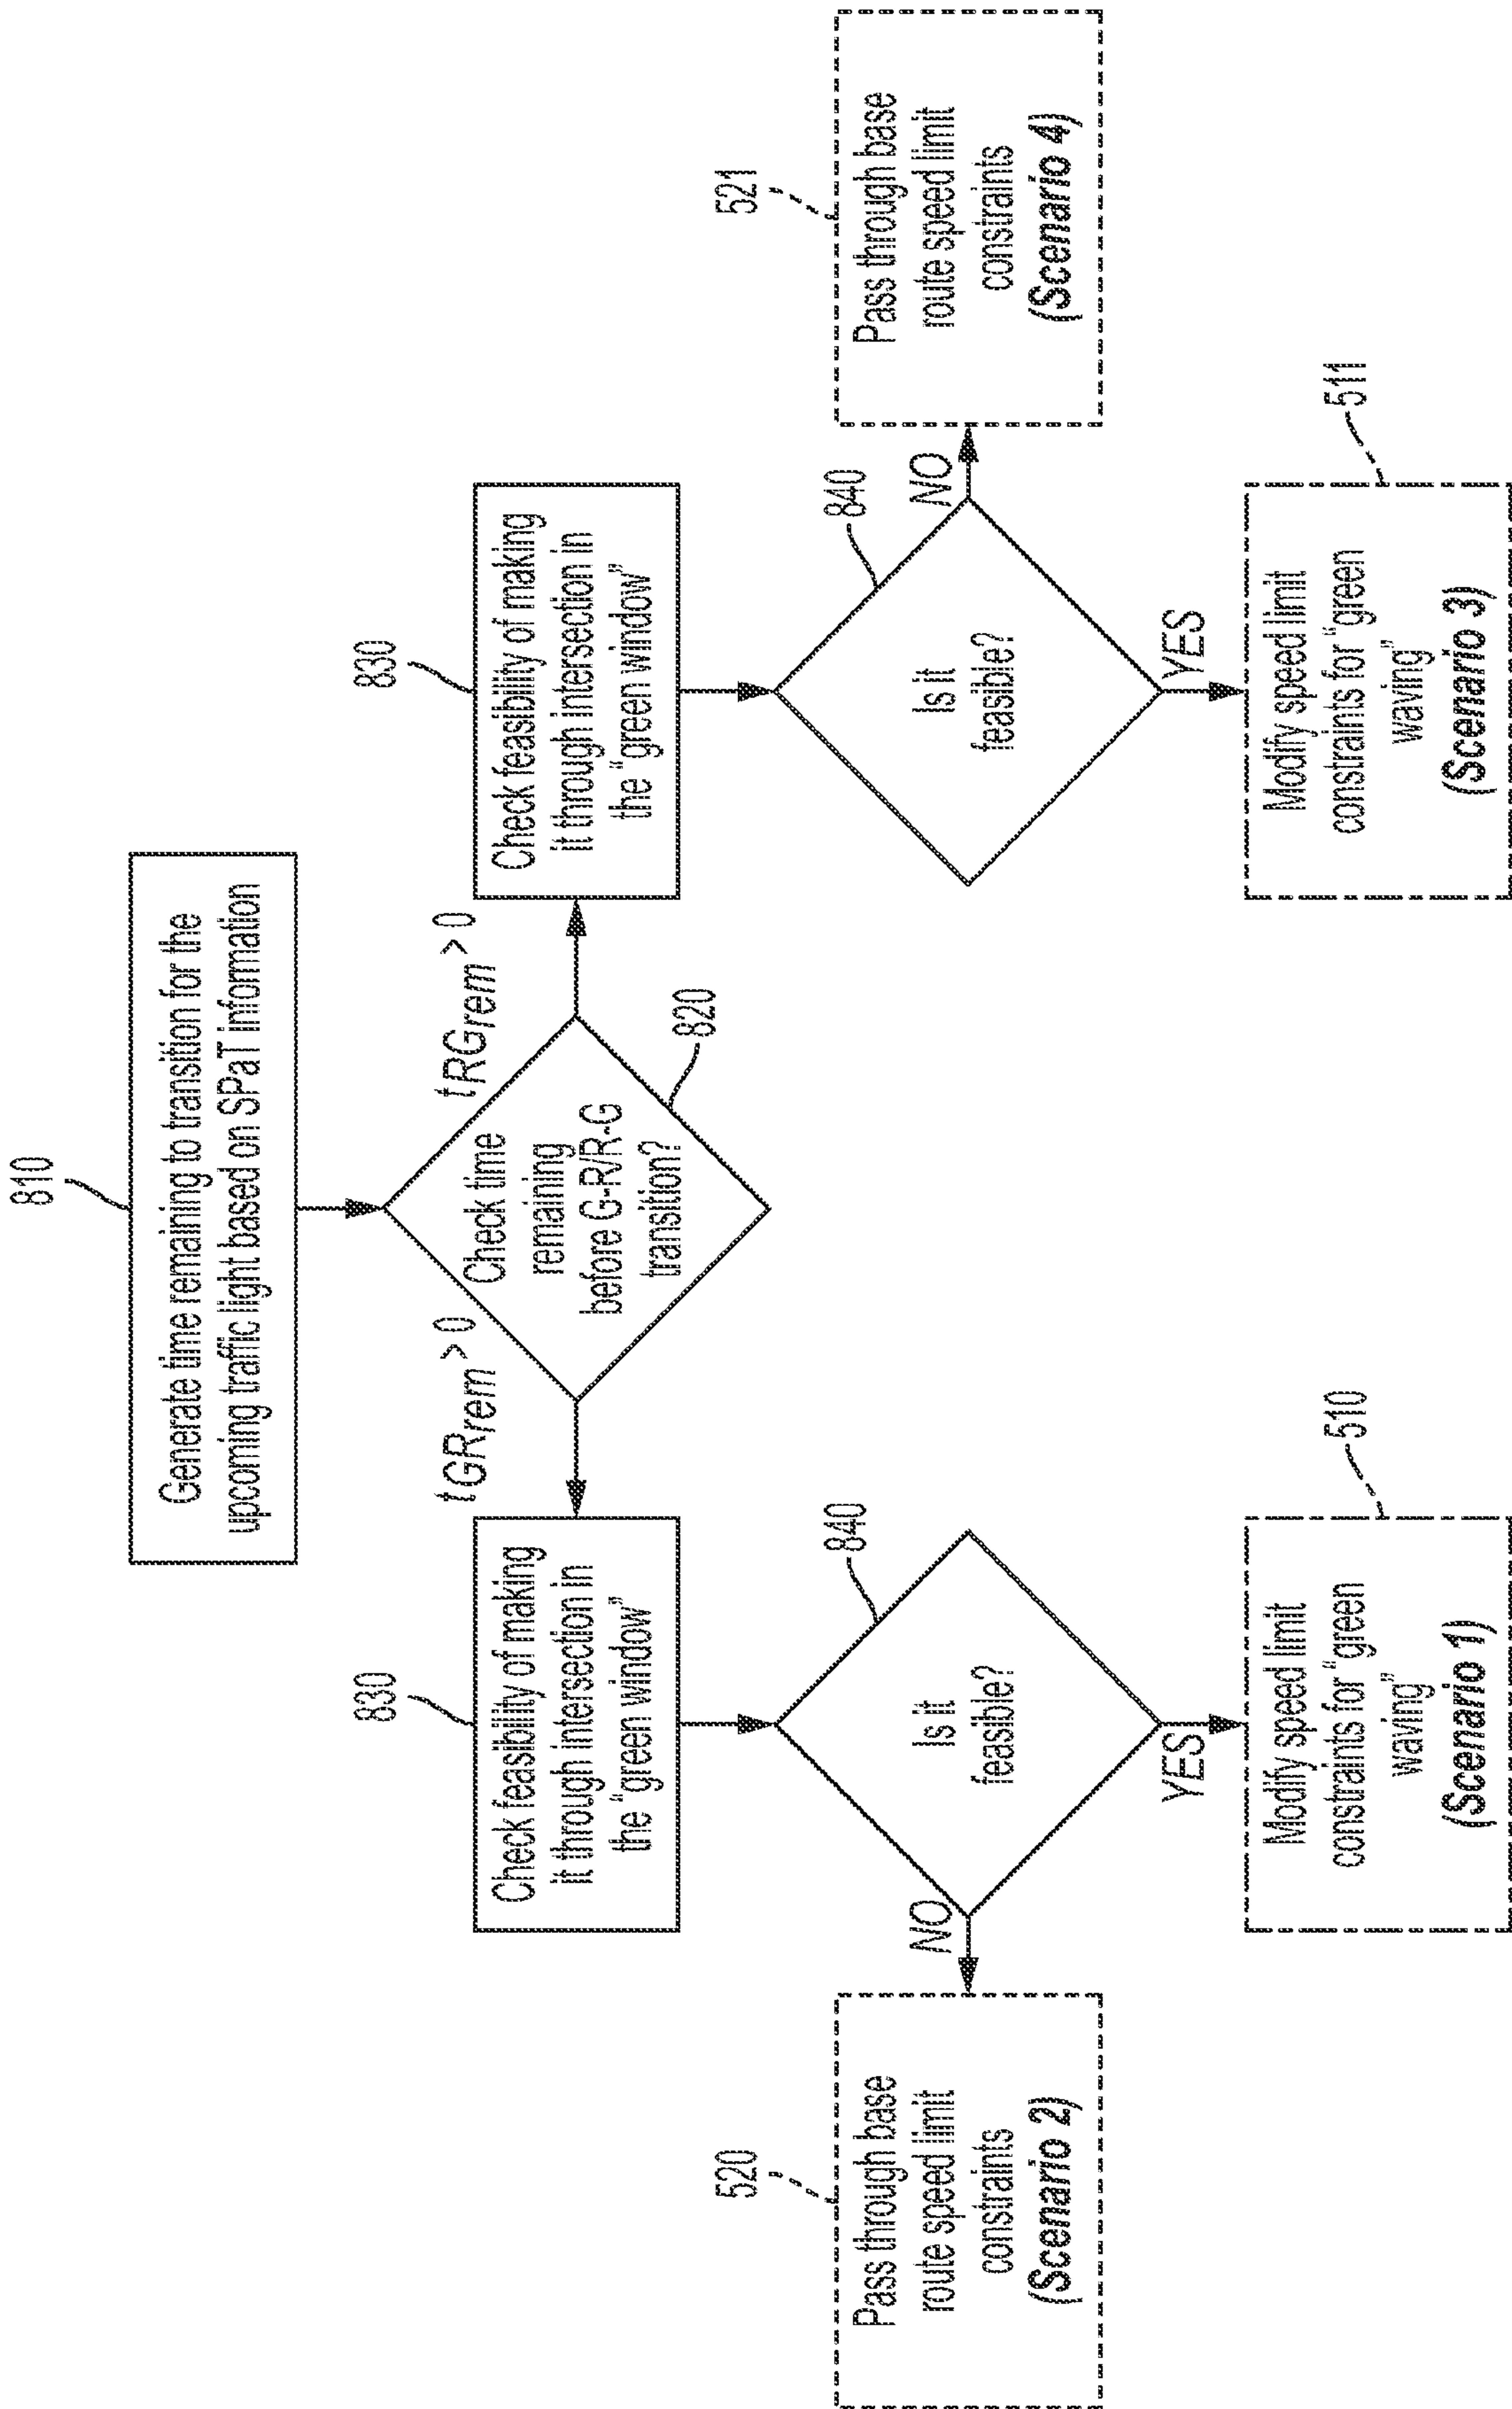 810
Generate time remaining to transition for the
upcoming traffic light based on SPaT information
tGRrem>0
tRGrem>0
Check time
remaining
before G-R/R-G
transition?
820
830
Check feasibility of making
it through intersection in
the “green window”
830
Check feasibility of making
it through intersection in
the “green window”
520
Pass through base
route speed limit
constraints
(Scenario 2)
NO
840
Is it
feasible?
YES
840
Is it
feasible?
YES
NO
521
Pass through base
route speed limit
constraints
(Scenario 4)
510
Modify speed limit
constraints for “green
waving”
(Scenario 1)
511
Modify speed limit
constraints for “green
waving”
(Scenario 3)